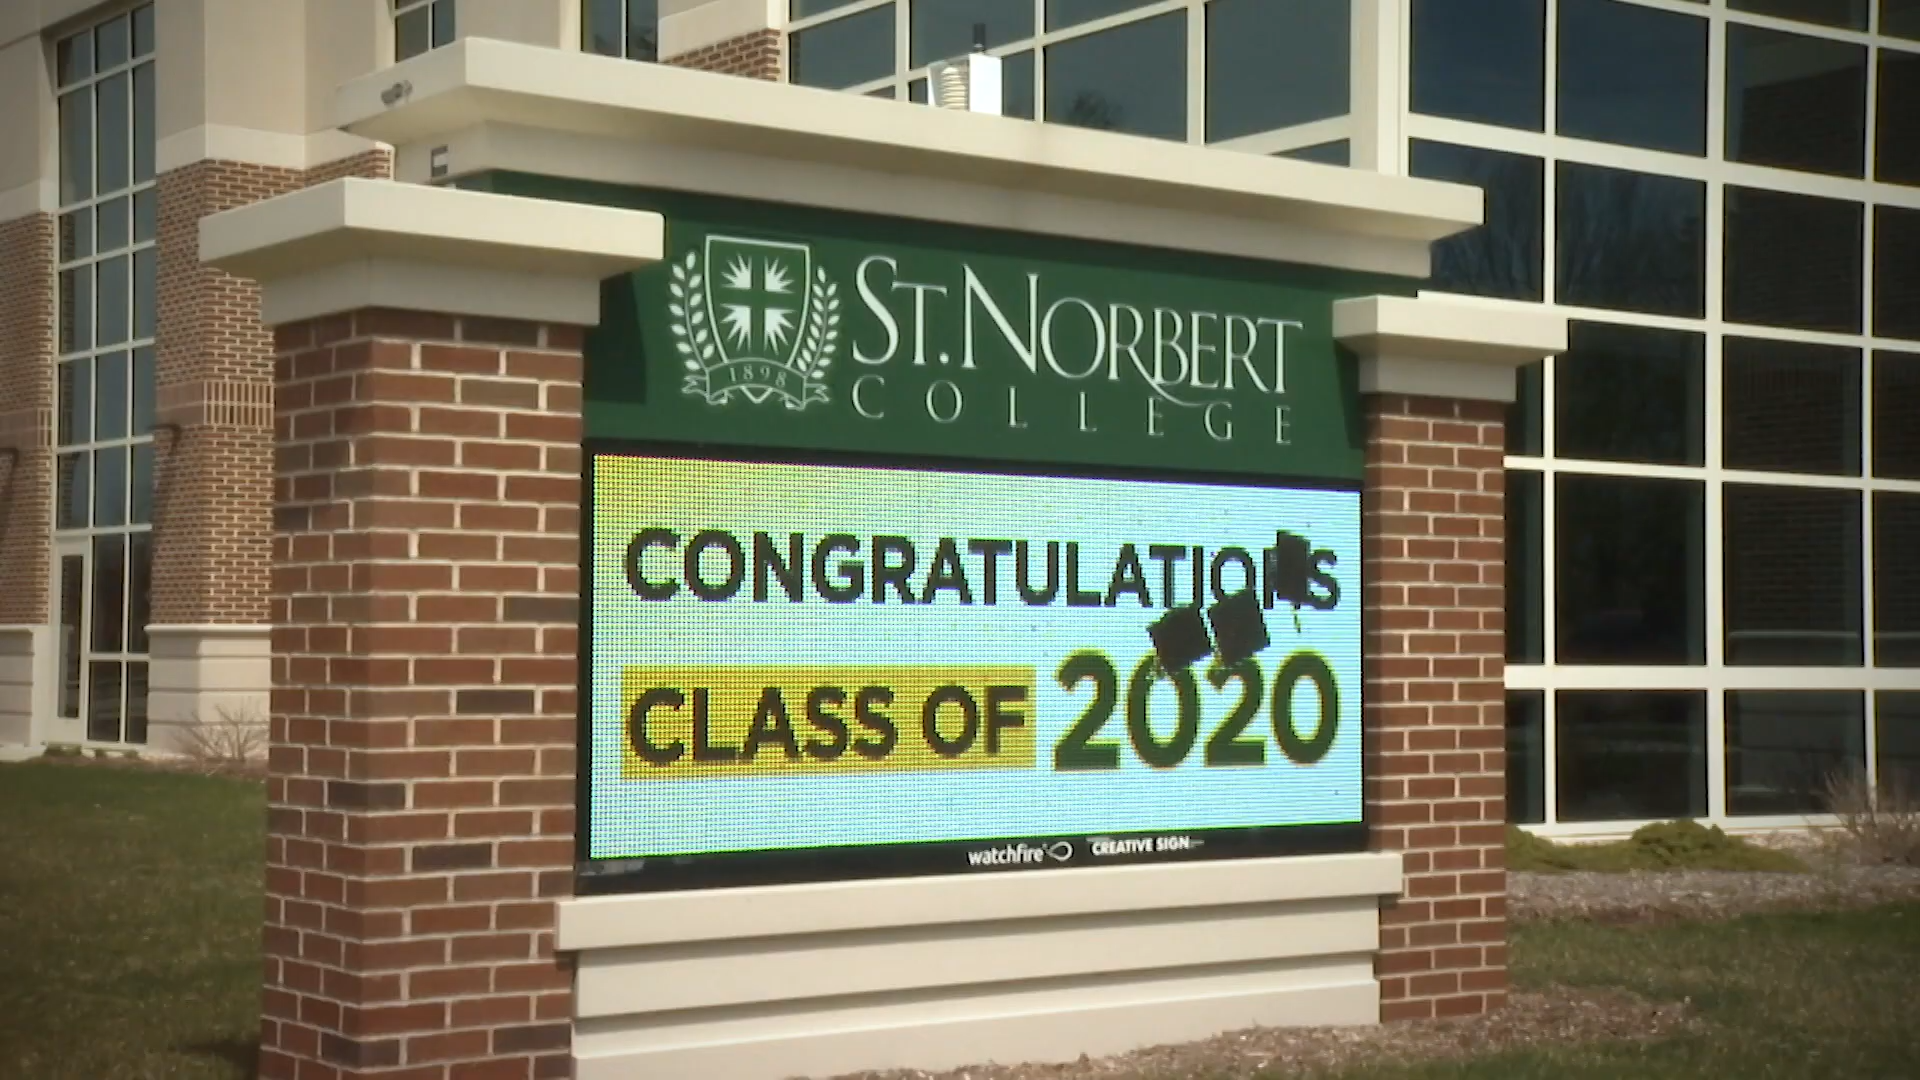 ST. NORBERT
COLLEGE
1898
CONGRATULATIONS
CLASS OF 2020
watchfire CREATIVE SIGN